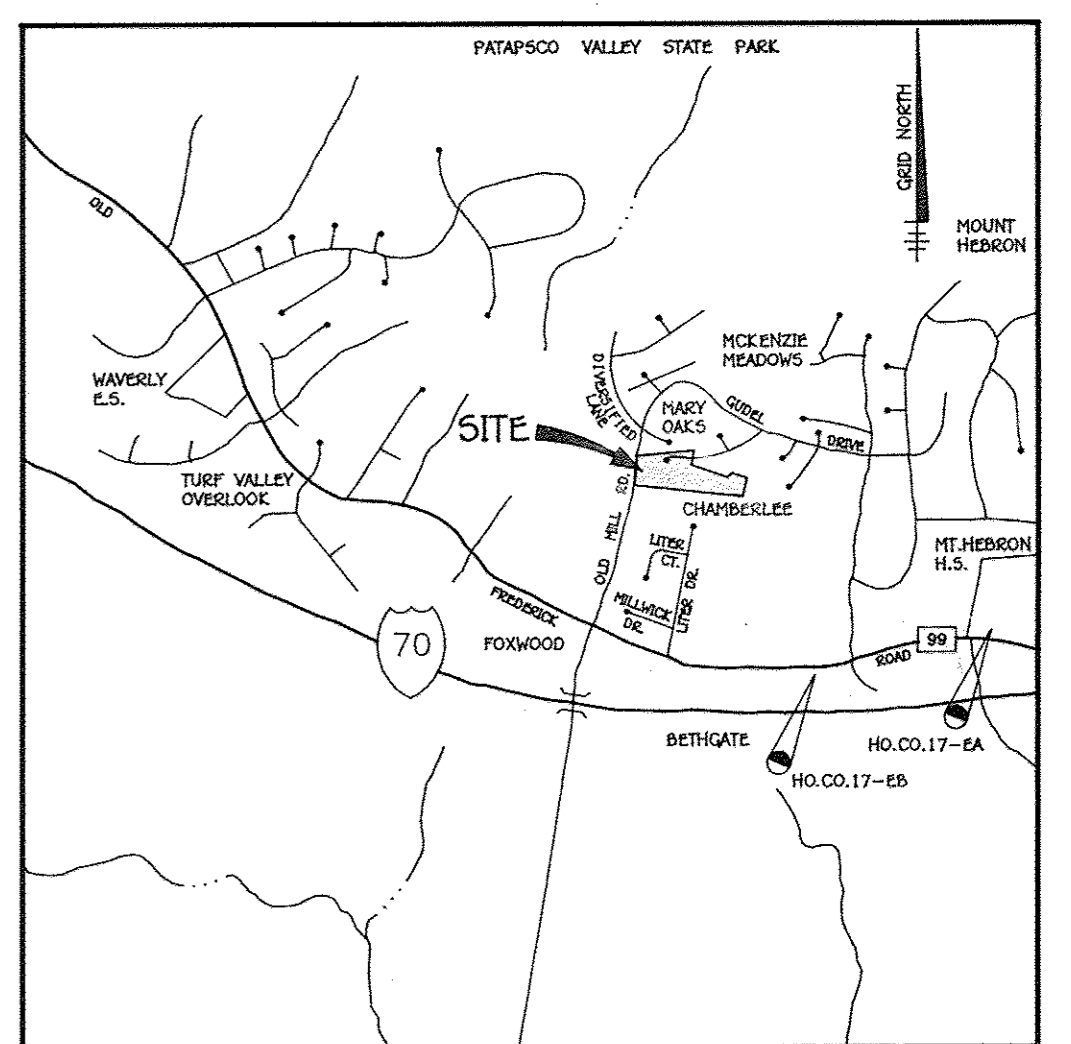 PATAPSCO VALLEY STATE PARK
GRID NORTH
OLD
MOUNT
HEBRON
MCKENZIE
MEADOWS
DIVERSIFIED
LANE
WAVERLY
E.S.
MARY
OAKS
GUDEL
DRIVE
SITE
TURF VALLEY
OVERLOOK
OLD MILL RD.
CHAMBERLEE
LITER
CT.
LITER DR.
MT. HEBRON
H.S.
MILLWICK
DR.
FREDERICK
ROAD
99
70
FOXWOOD
BETHGATE
HO.CO.17-EA
HO.CO.17-EB